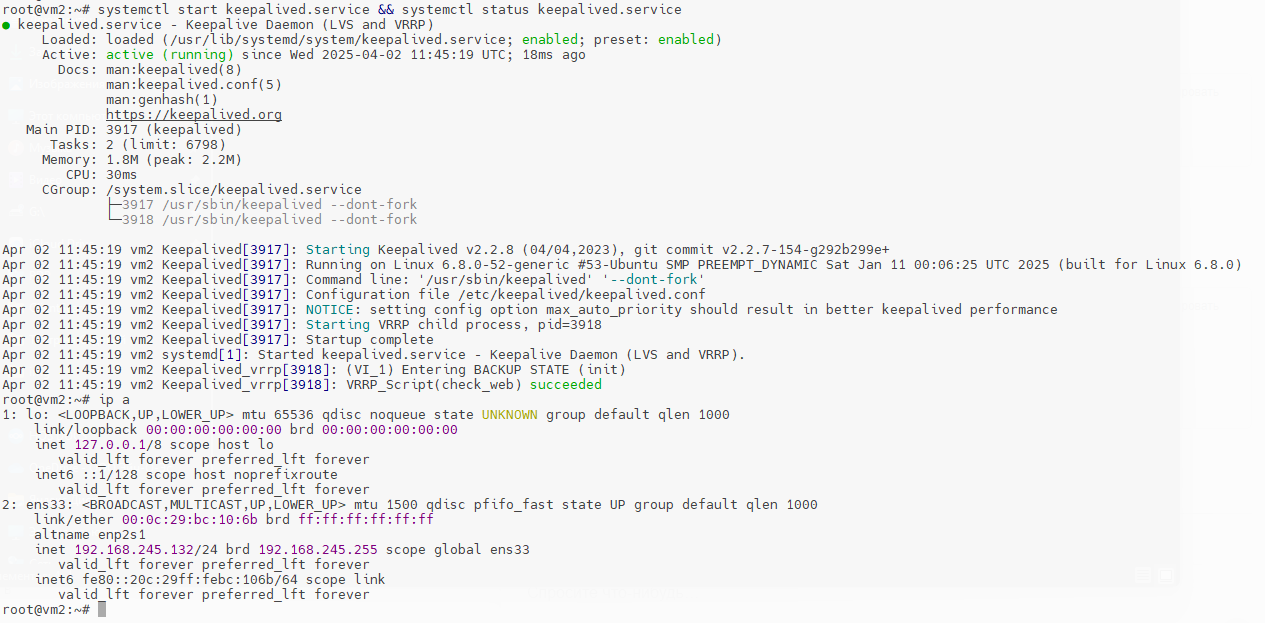 root@vm2:~# systemctl start keepalived.service && systemctl status keepalived.service
● keepalived.service - Keepalive Daemon (LVS and VRRP)
     Loaded: loaded (/usr/lib/systemd/system/keepalived.service; enabled; preset: enabled)
     Active: active (running) since Wed 2025-04-02 11:45:19 UTC; 18ms ago
       Docs: man:keepalived(8)
             man:keepalived.conf(5)
             man:genhash(1)
             https://keepalived.org
   Main PID: 3917 (keepalived)
      Tasks: 2 (limit: 6798)
     Memory: 1.8M (peak: 2.2M)
        CPU: 30ms
     CGroup: /system.slice/keepalived.service
             ├─3917 /usr/sbin/keepalived --dont-fork
             └─3918 /usr/sbin/keepalived --dont-fork

Apr 02 11:45:19 vm2 Keepalived[3917]: Starting Keepalived v2.2.8 (04/04,2023), git commit v2.2.7-154-g292b299e+
Apr 02 11:45:19 vm2 Keepalived[3917]: Running on Linux 6.8.0-52-generic #53-Ubuntu SMP PREEMPT_DYNAMIC Sat Jan 11 00:06:25 UTC 2025 (built for Linux 6.8.0)
Apr 02 11:45:19 vm2 Keepalived[3917]: Command line: '/usr/sbin/keepalived' '--dont-fork'
Apr 02 11:45:19 vm2 Keepalived[3917]: Configuration file /etc/keepalived/keepalived.conf
Apr 02 11:45:19 vm2 Keepalived[3917]: NOTICE: setting config option max_auto_priority should result in better keepalived performance
Apr 02 11:45:19 vm2 Keepalived[3917]: Starting VRRP child process, pid=3918
Apr 02 11:45:19 vm2 Keepalived[3917]: Startup complete
Apr 02 11:45:19 vm2 systemd[1]: Started keepalived.service - Keepalive Daemon (LVS and VRRP).
Apr 02 11:45:19 vm2 Keepalived_vrrp[3918]: (VI_1) Entering BACKUP STATE (init)
Apr 02 11:45:19 vm2 Keepalived_vrrp[3918]: VRRP_Script(check_web) succeeded
root@vm2:~# ip a
1: lo: <LOOPBACK,UP,LOWER_UP> mtu 65536 qdisc noqueue state UNKNOWN group default qlen 1000
    link/loopback 00:00:00:00:00:00 brd 00:00:00:00:00:00
    inet 127.0.0.1/8 scope host lo
       valid_lft forever preferred_lft forever
    inet6 ::1/128 scope host noprefixroute
       valid_lft forever preferred_lft forever
2: ens33: <BROADCAST,MULTICAST,UP,LOWER_UP> mtu 1500 qdisc pfifo_fast state UP group default qlen 1000
    link/ether 00:0c:29:bc:10:6b brd ff:ff:ff:ff:ff:ff
    altname enp2s1
    inet 192.168.245.132/24 brd 192.168.245.255 scope global ens33
       valid_lft forever preferred_lft forever
    inet6 fe80::20c:29ff:febc:106b/64 scope link
       valid_lft forever preferred_lft forever
root@vm2:~#